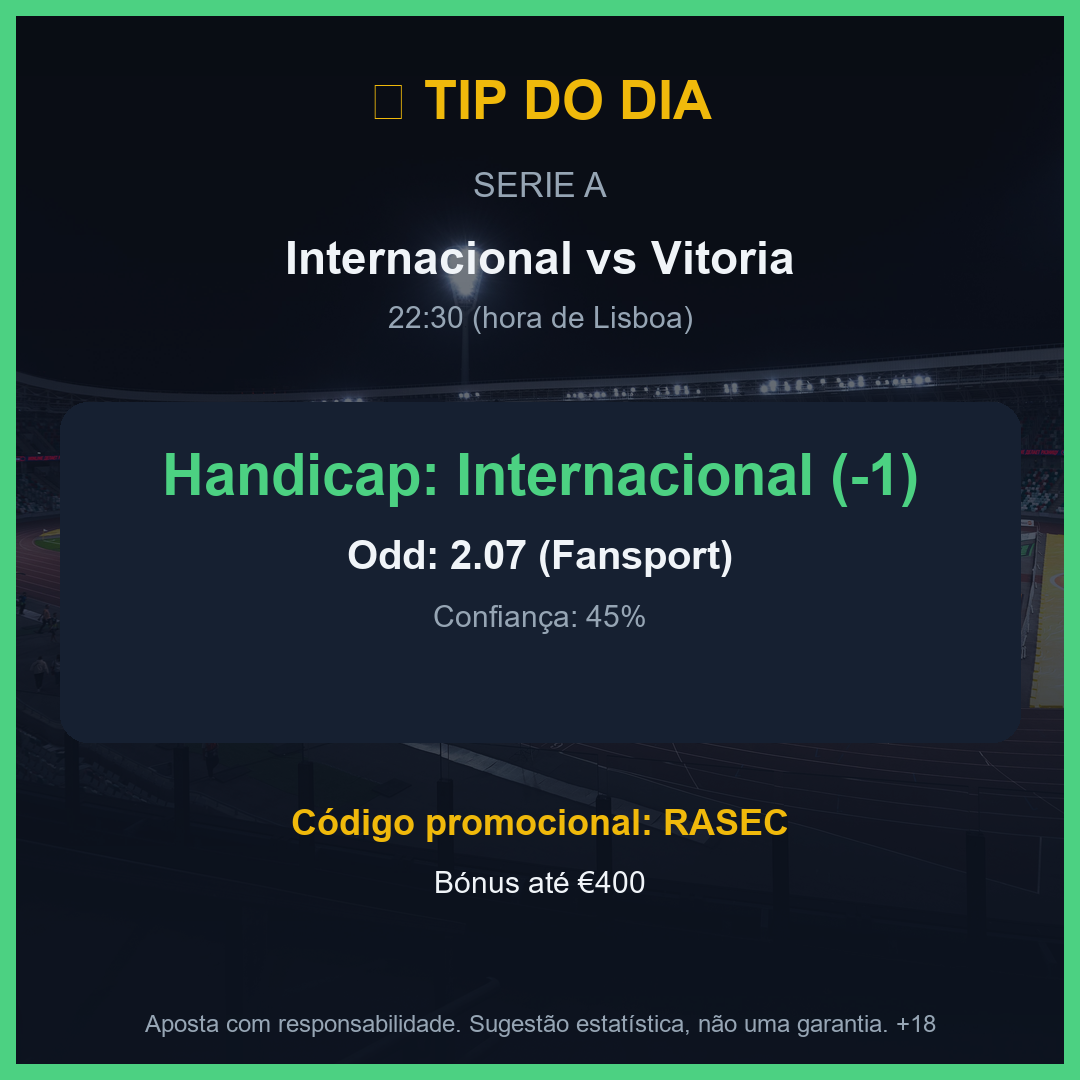 TIP DO DIA
SERIE A
Internacional vs Vitoria
22:30 (hora de Lisboa)
Handicap: Internacional (-1)
Odd: 2.07 (Fansport)
Confiança: 45%
Código promocional: RASEC
Bónus até €400
Aposta com responsabilidade. Sugestão estatística, não uma garantia. +18